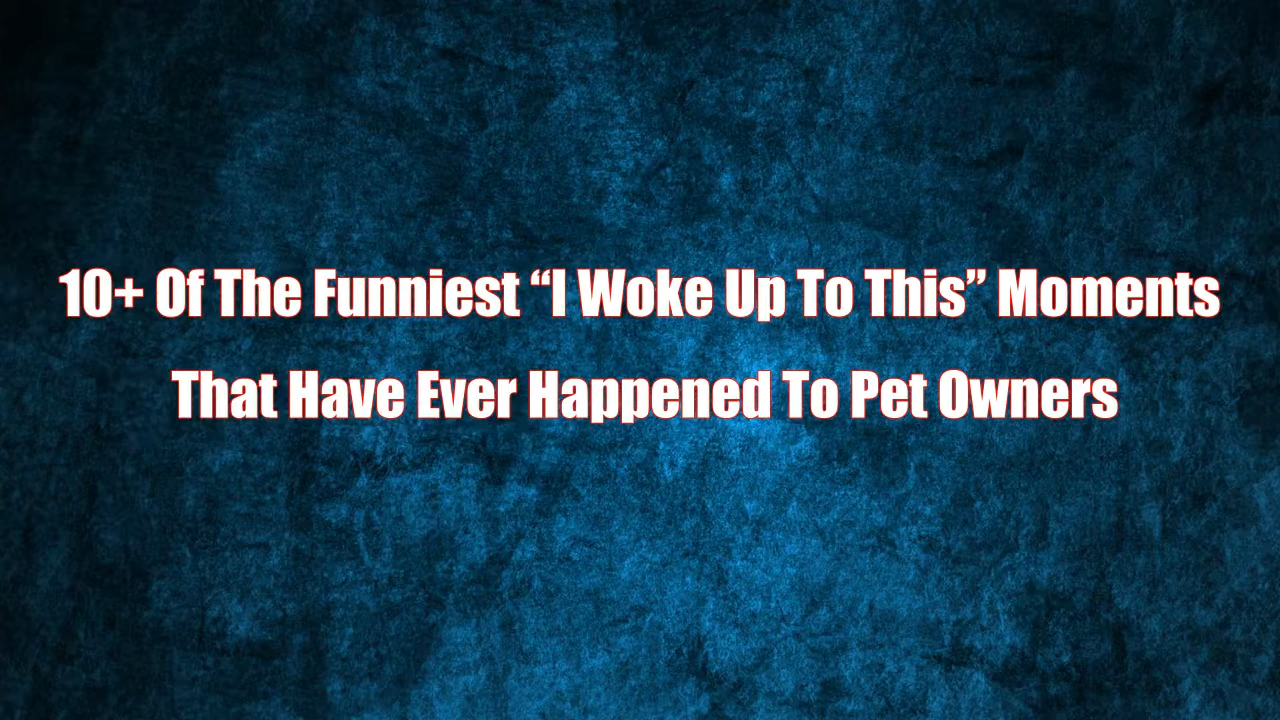 10+ Of The Funniest “I Woke Up To This” Moments
That Have Ever Happened To Pet Owners